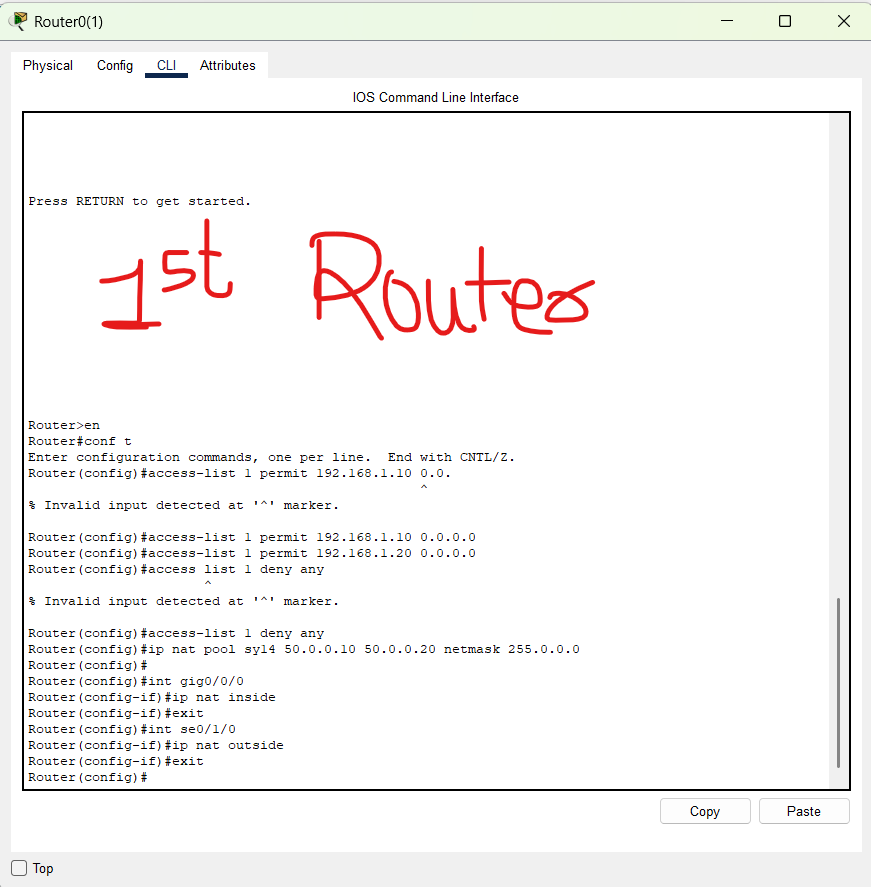 Router0(1)
Physical Config CLI Attributes
IOS Command Line Interface
Press RETURN to get started.
1st Router
Router>en
Router#conf t
Enter configuration commands, one per line.  End with CNTL/Z.
Router(config)#access-list 1 permit 192.168.1.10 0.0.
^
% Invalid input detected at '^' marker.
Router(config)#access-list 1 permit 192.168.1.10 0.0.0.0
Router(config)#access-list 1 permit 192.168.1.20 0.0.0.0
Router(config)#access list 1 deny any
^
% Invalid input detected at '^' marker.
Router(config)#access-list 1 deny any
Router(config)#ip nat pool sy14 50.0.0.10 50.0.0.20 netmask 255.0.0.0
Router(config)#
Router(config)#int gig0/0/0
Router(config-if)#ip nat inside
Router(config-if)#exit
Router(config)#int se0/1/0
Router(config-if)#ip nat outside
Router(config-if)#exit
Router(config)#
Copy Paste
Top